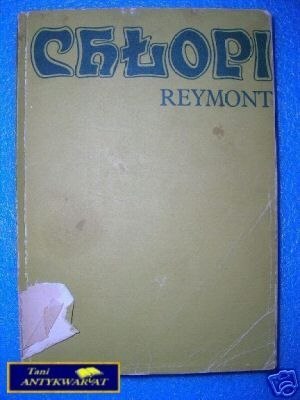 CHŁOPI
REYMONT
Tani
ANTYKWARIAT